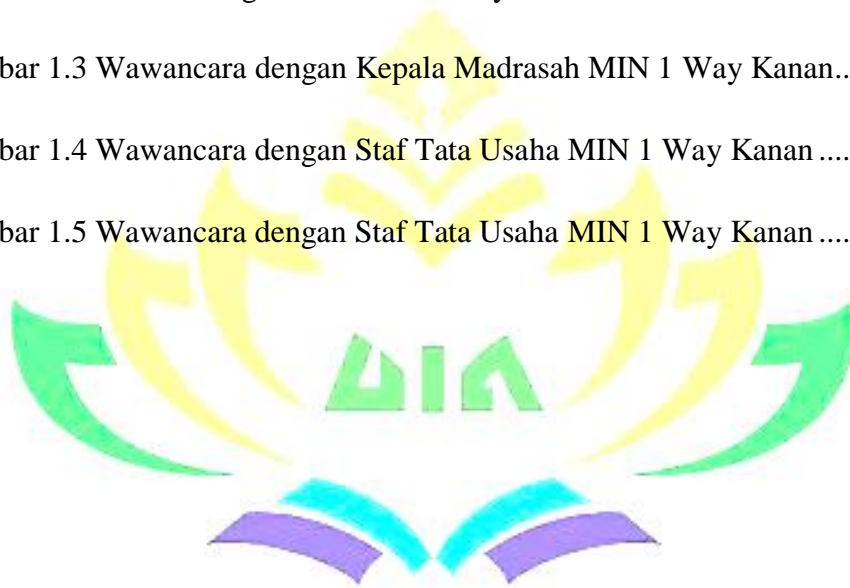 bar 1.3 Wawancara dengan Kepala Madrasah MIN 1 Way Kanan..
bar 1.4 Wawancara dengan Staf Tata Usaha MIN 1 Way Kanan ....
bar 1.5 Wawancara dengan Staf Tata Usaha MIN 1 Way Kanan ....
UIN